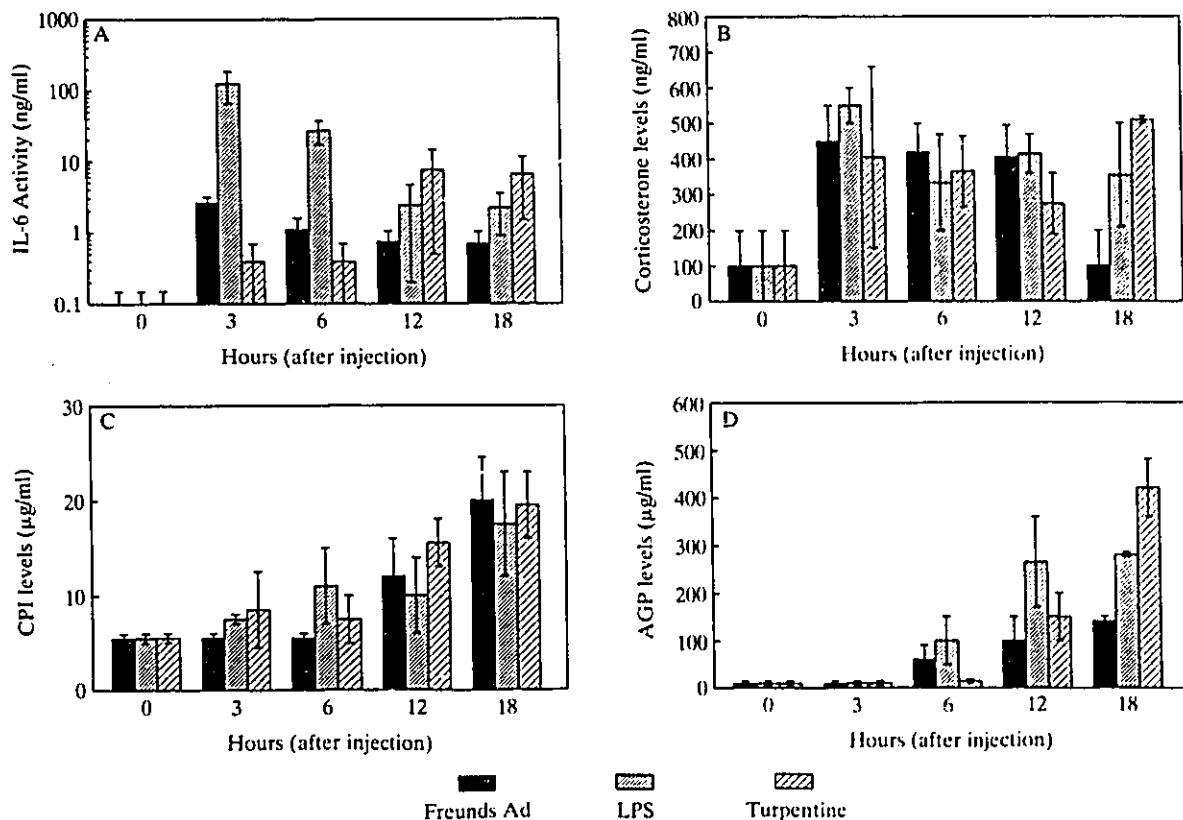 A
IL-6 Activity (ng/ml)
1000
100
10
1
0.1
0 3 6 12 18
Hours (after injection)
B
Corticosterone levels (ng/ml)
800
700
600
500
400
300
200
100
0
0 3 6 12 18
Hours (after injection)
C
CPI levels (µg/ml)
30
20
10
0
0 3 6 12 18
Hours (after injection)
D
AGP levels (µg/ml)
600
500
400
300
200
100
0
0 3 6 12 18
Hours (after injection)
Freunds Ad LPS Turpentine